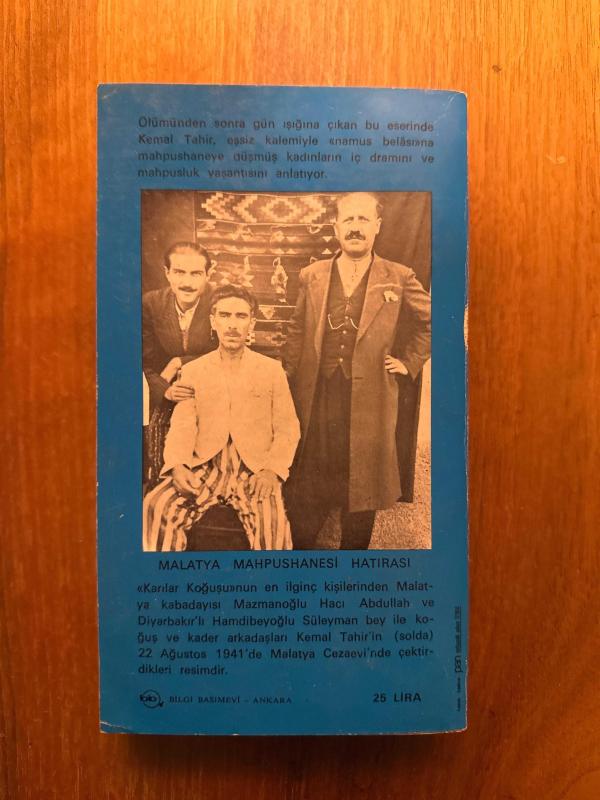 Ölümünden sonra gün ışığına çıkan bu eserinde
Kemal Tahir, eşsiz kalemiyle «namus belâsı»na
mahpushaneye düşmüş kadınların iç dramını ve
mahpusluk yaşantısını anlatıyor.
MALATYA MAHPUSHANESİ HATIRASI
«Karılar Koğuşu»nun en ilginç kişilerinden Malat-
ya kabadayısı Mazmanoğlu Hacı Abdullah ve
Diyarbakır'lı Hamdibeyoğlu Süleyman bey ile ko-
ğuş ve kader arkadaşları Kemal Tahir'in (solda)
22 Ağustos 1941'de Malatya Cezaevi'nde çektir-
dikleri resimdir.
BİLGİ BASIMEVİ - ANKARA
25 LİRA
pan